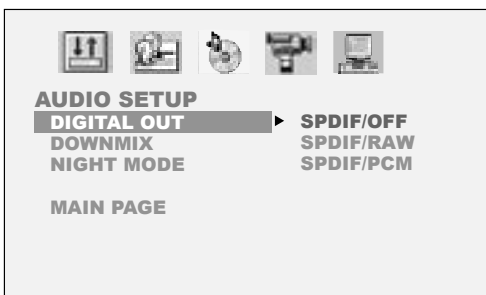 AUDIO SETUP
DIGITAL OUT SPDIF/OFF
DOWNMIX SPDIF/RAW
NIGHT MODE SPDIF/PCM
MAIN PAGE